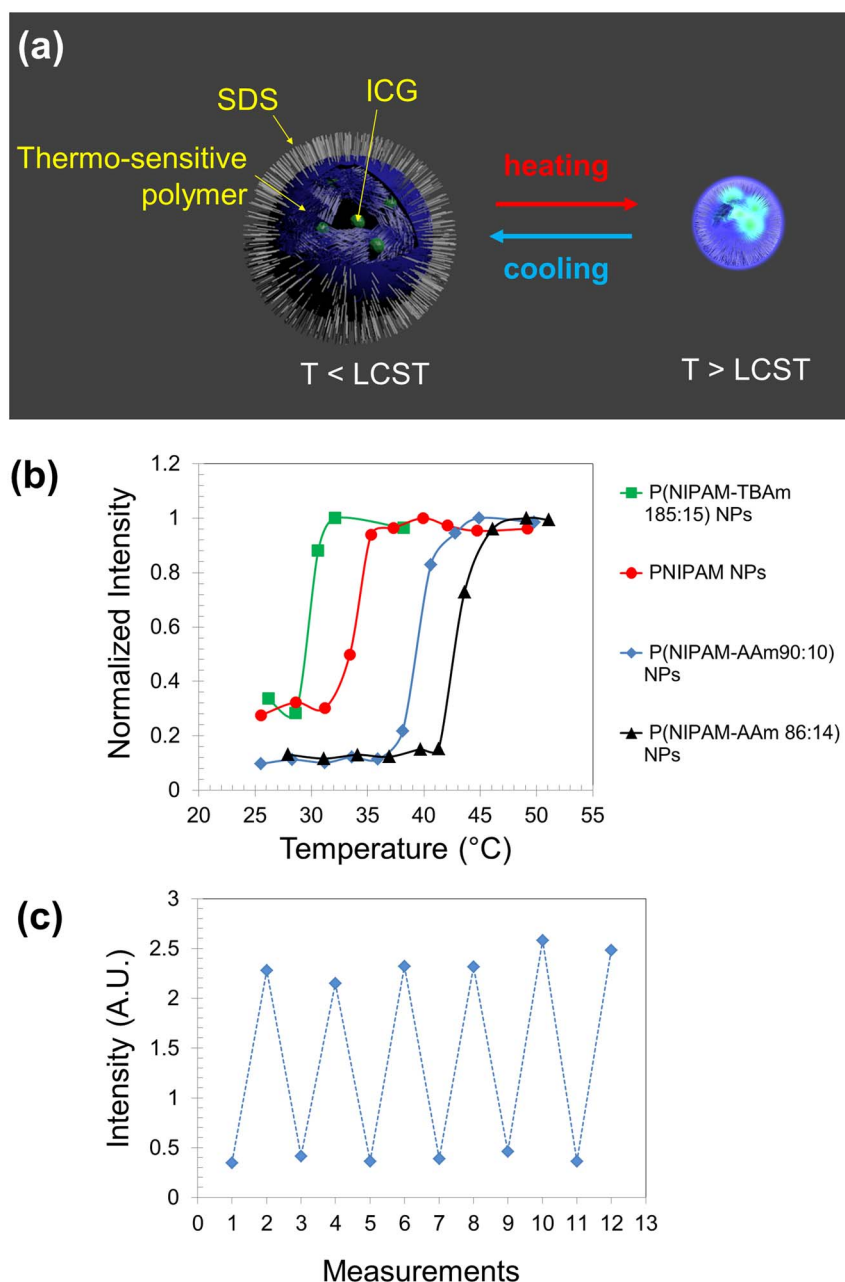 (a)
SDS
ICG
Thermo-sensitive
polymer
heating
cooling
T < LCST
T > LCST
(b)
Normalized Intensity
1.2
1
0.8
0.6
0.4
0.2
0
20 25 30 35 40 45 50 55
Temperature (°C)
P(NIPAM-TBAm
185:15) NPs
PNIPAM NPs
P(NIPAM-AAm90:10)
NPs
P(NIPAM-AAm 86:14)
NPs
(c)
Intensity (A.U.)
3
2.5
2
1.5
1
0.5
0
0 1 2 3 4 5 6 7 8 9 10 11 12 13
Measurements